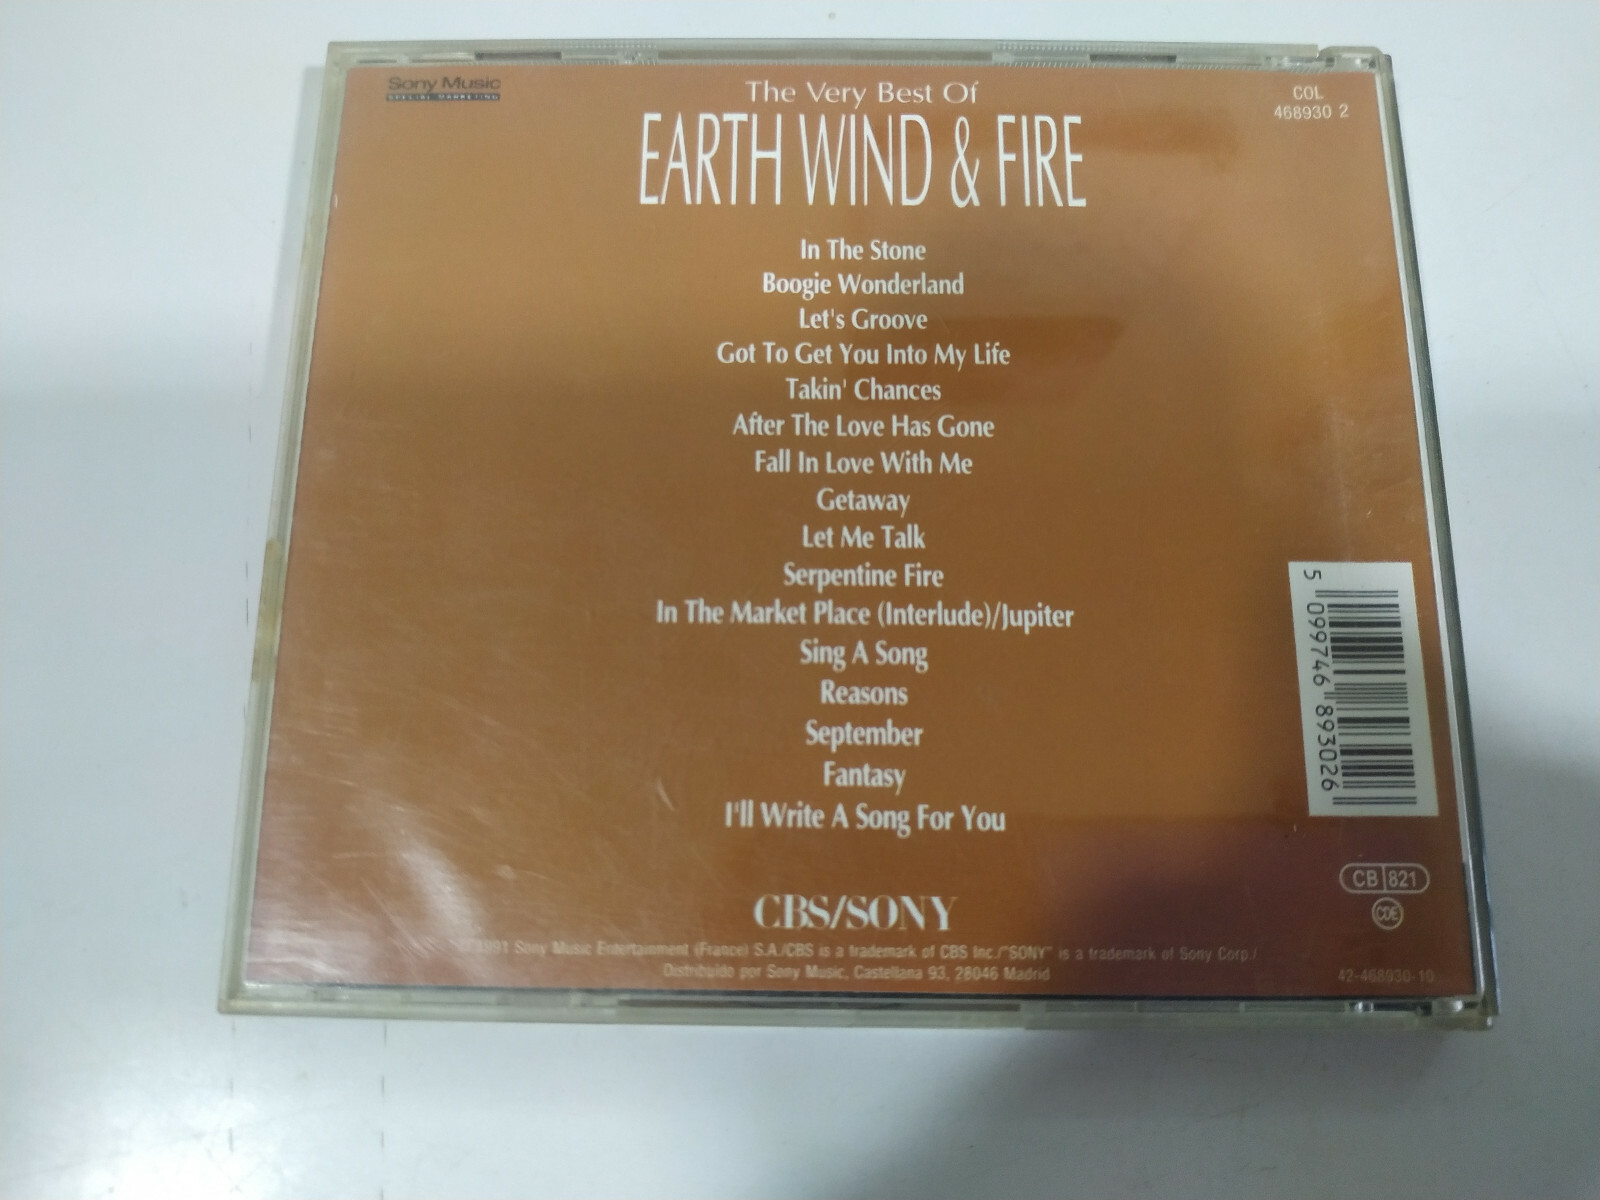 Sony Music
SPECIAL MARKETING
The Very Best Of
EARTH WIND & FIRE
COL
468930 2
In The Stone
Boogie Wonderland
Let's Groove
Got To Get You Into My Life
Takin' Chances
After The Love Has Gone
Fall In Love With Me
Getaway
Let Me Talk
Serpentine Fire
In The Market Place (Interlude)/Jupiter
Sing A Song
Reasons
September
Fantasy
I'll Write A Song For You
5 099746 893026
CB 821
CDE
CBS/SONY
1991 Sony Music Entertainment (France) S.A./CBS is a trademark of CBS Inc./"SONY" is a trademark of Sony Corp./
Distribuido por Sony Music, Castellana 93, 28046 Madrid
42-468930-10